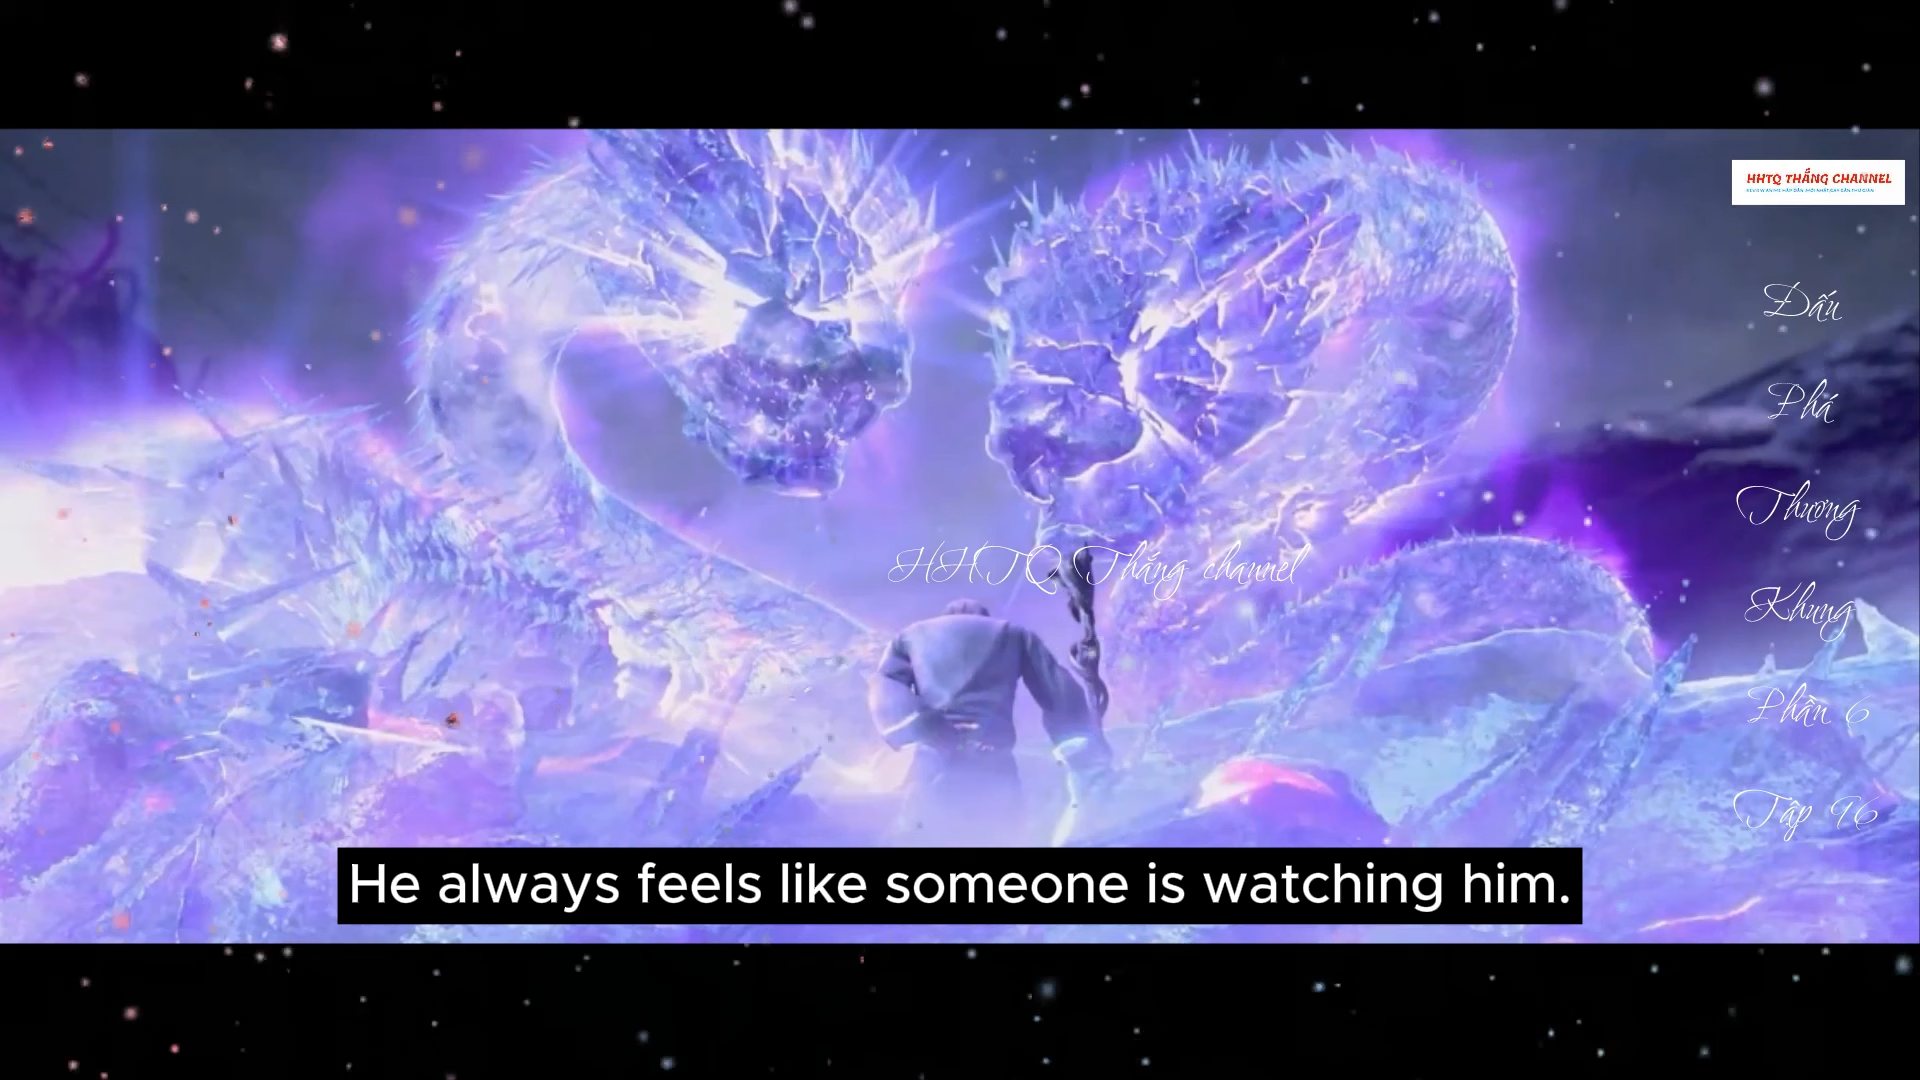 HHTQ THẮNG CHANNEL
Đấu
Phá
Thương
Khung
Phần 6
Tập 96
HHTQ Thắng channel
He always feels like someone is watching him.